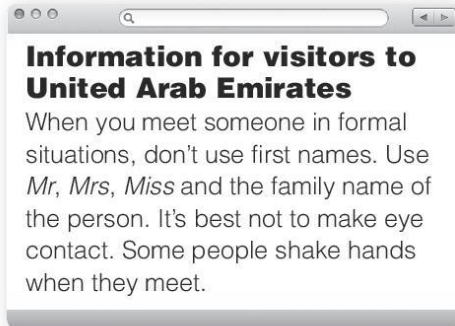 Information for visitors to
United Arab Emirates
When you meet someone in formal
situations, don't use first names. Use
Mr, Mrs, Miss and the family name of
the person. It's best not to make eye
contact. Some people shake hands
when they meet.